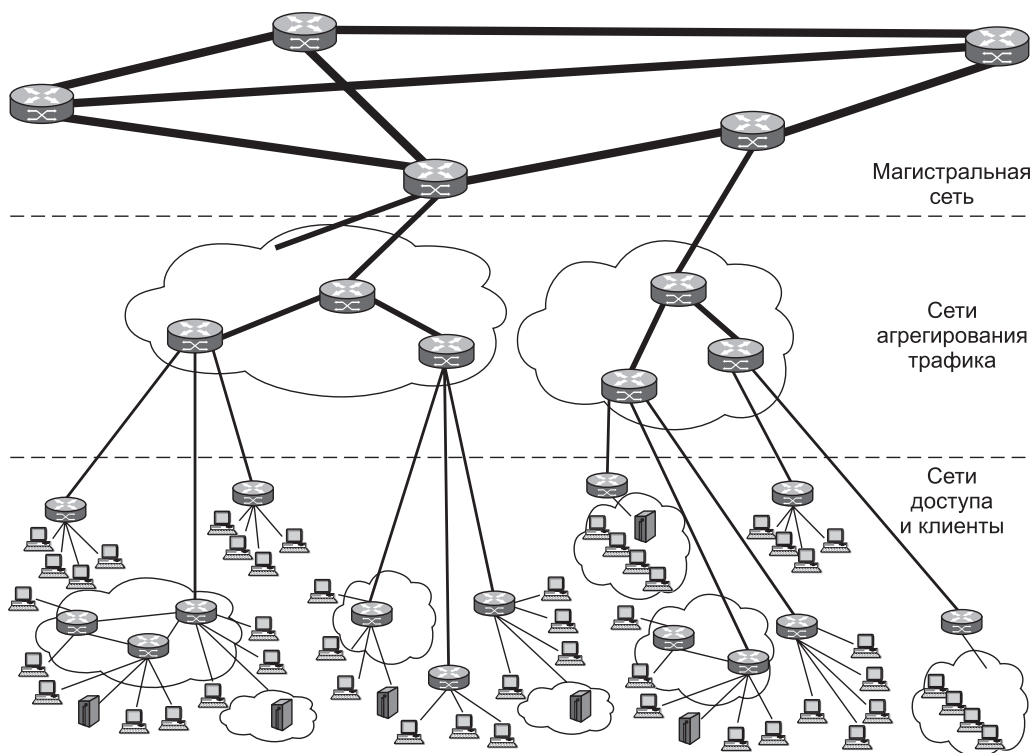 Магистральная
сеть
Сети
агрегирования
трафика
Сети
доступа
и клиенты